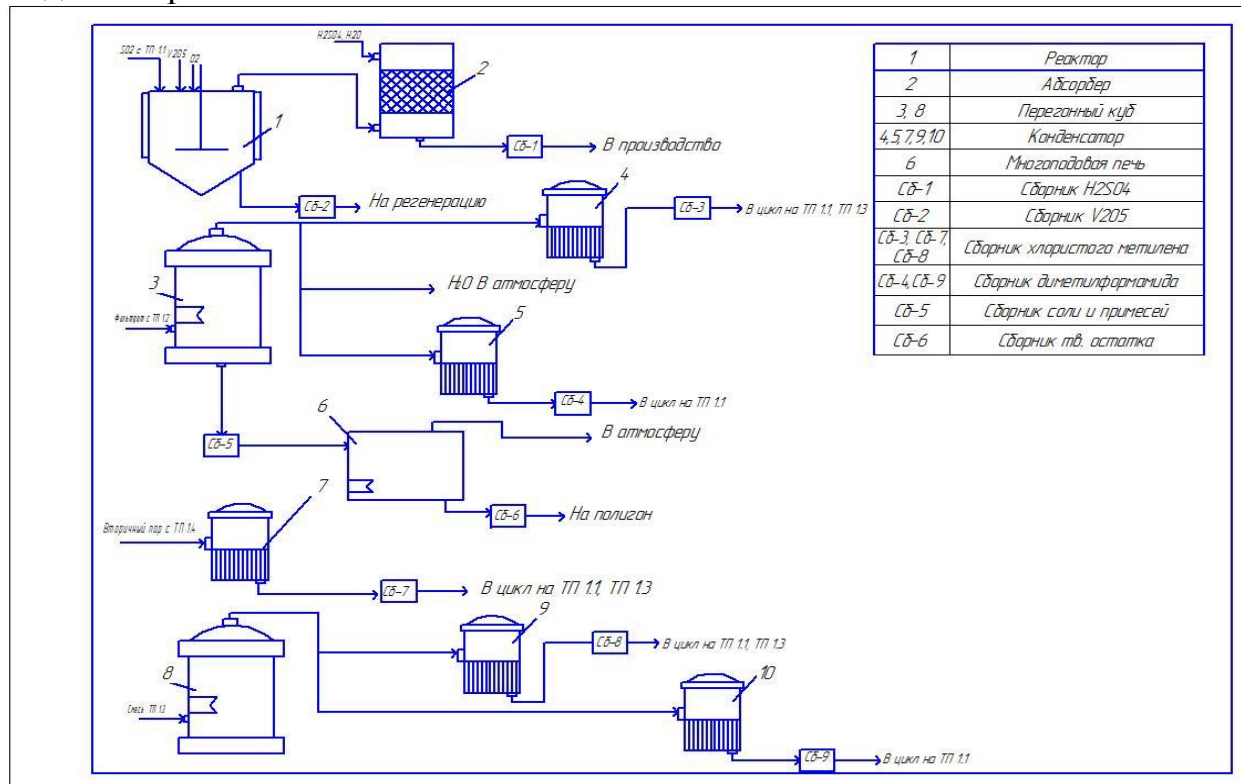 SO2 с ТП 1.1
V2O5
O2
H2SO4, H2O
1
2
Сб-1
В производство
Сб-2
На регенерацию
3
Фильтрат с ТП 1.2
4
Сб-3
В цикл на ТП 1.1, ТП 1.3
H2O В атмосферу
5
Сб-4
В цикл на ТП 1.1
Сб-5
6
В атмосферу
Сб-6
На полигон
7
Вторичный пар с ТП 1.4
Сб-7
В цикл на ТП 1.1, ТП 1.3
8
Смесь ТП 1.3
9
Сб-8
В цикл на ТП 1.1, ТП 1.3
10
Сб-9
В цикл на ТП 1.1
1 Реактор
2 Абсорбер
3, 8 Перегонный куб
4,5,7,9,10 Конденсатор
6 Многоподовая печь
Сб-1 Сборник H2SO4
Сб-2 Сборник V2O5
Сб-3, Сб-7, Сб-8 Сборник хлористого метилена
Сб-4,Сб-9 Сборник диметилформамида
Сб-5 Сборник соли и примесей
Сб-6 Сборник тв. остатка